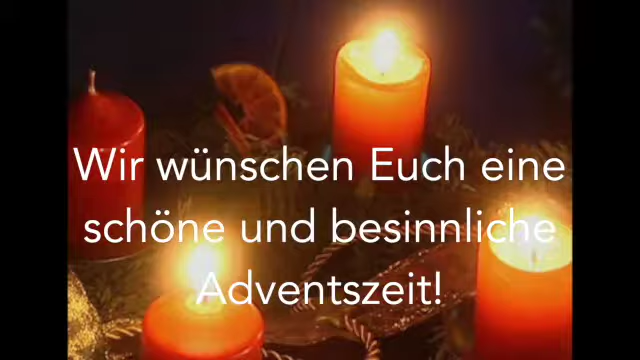 Wir wünschen Euch eine
schöne und besinnliche
Adventszeit!